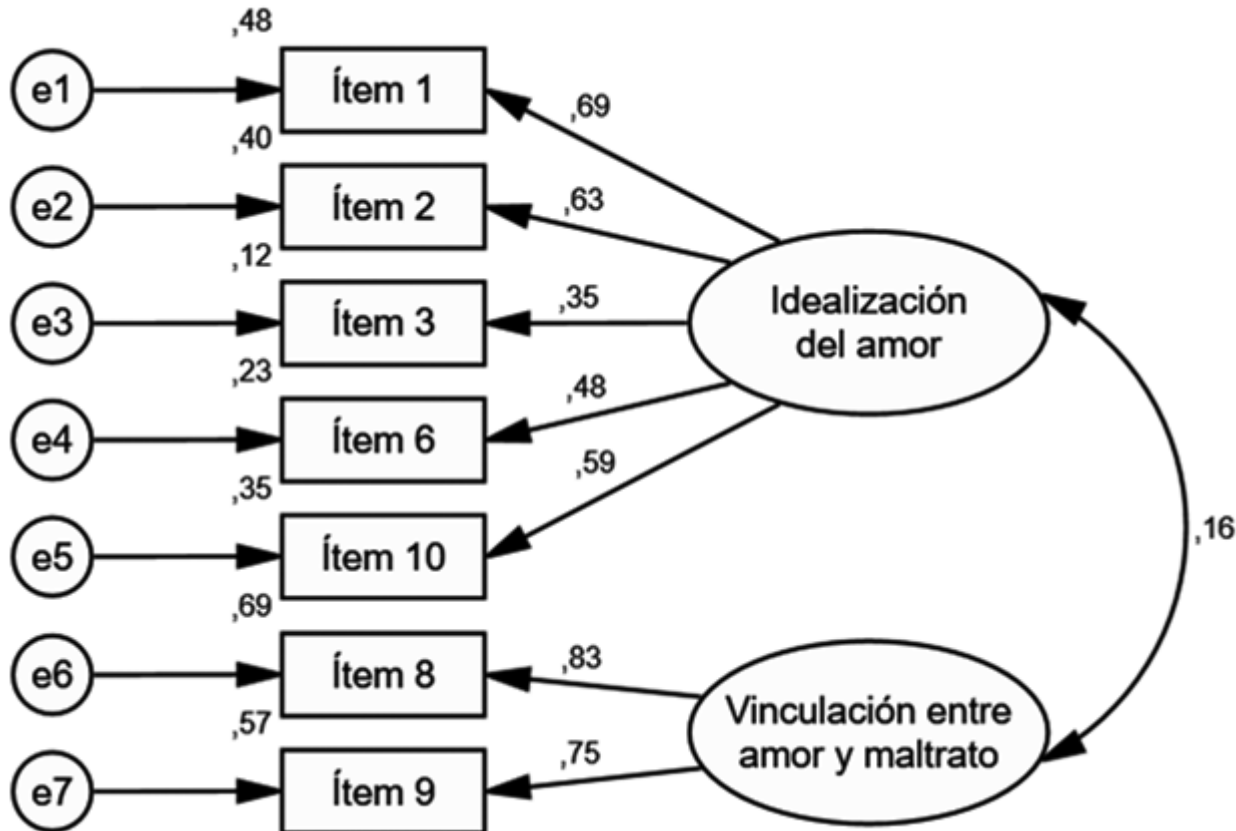 ,48
e1
Ítem 1
,69
,40
e2
Ítem 2
,63
,12
e3
Ítem 3
,35
Idealización
del amor
,23
e4
Ítem 6
,48
,35
e5
Ítem 10
,59
,16
,69
e6
Ítem 8
,83
,57
e7
Ítem 9
,75
Vinculación entre
amor y maltrato